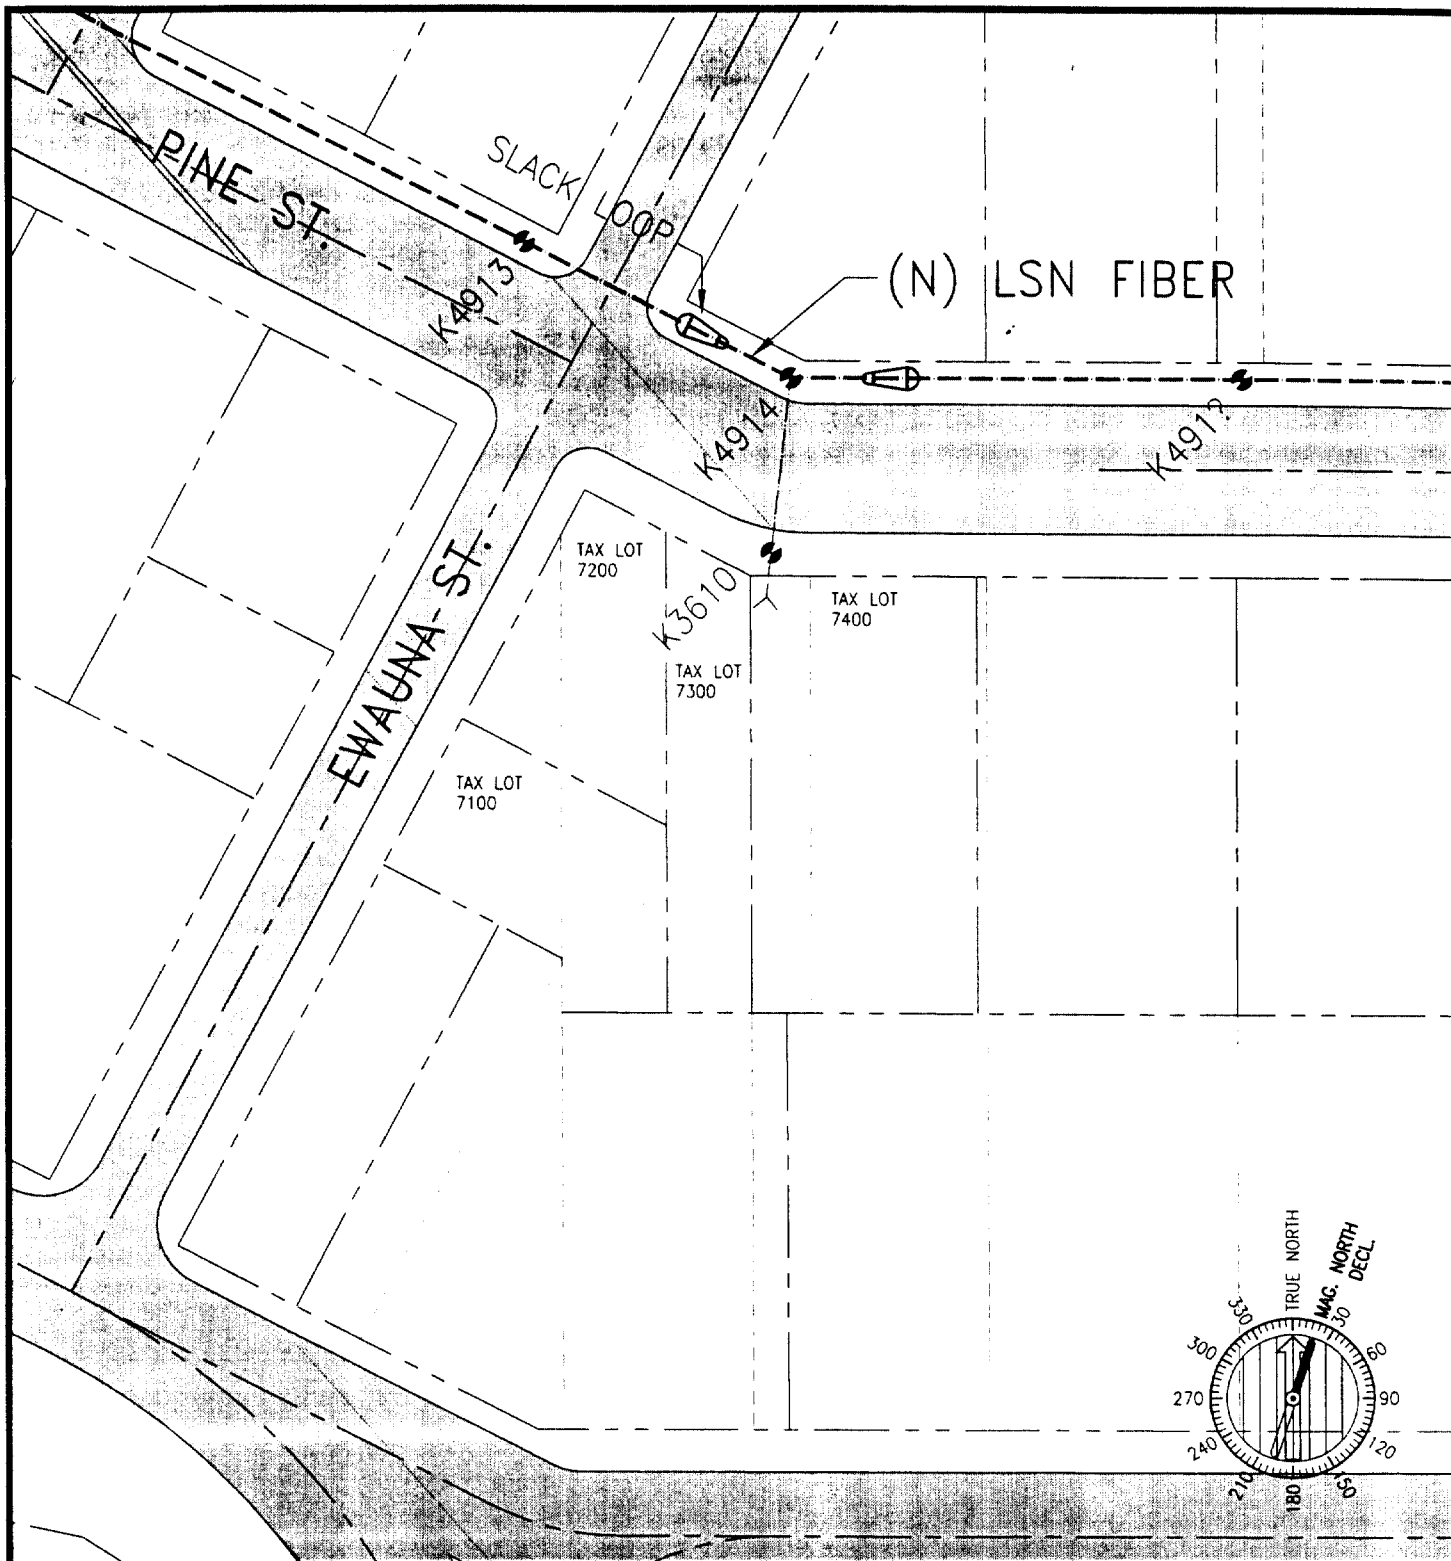 PINE ST.
SLACK LOOP
K4913
(N) LSN FIBER
K4914
K491?
TAX LOT
7200
K3610
TAX LOT
7400
TAX LOT
7300
EWAUNA ST.
TAX LOT
7100
TRUE NORTH
MAG. NORTH
DECL.
330
30
300
60
270
90
240
120
210
180
150